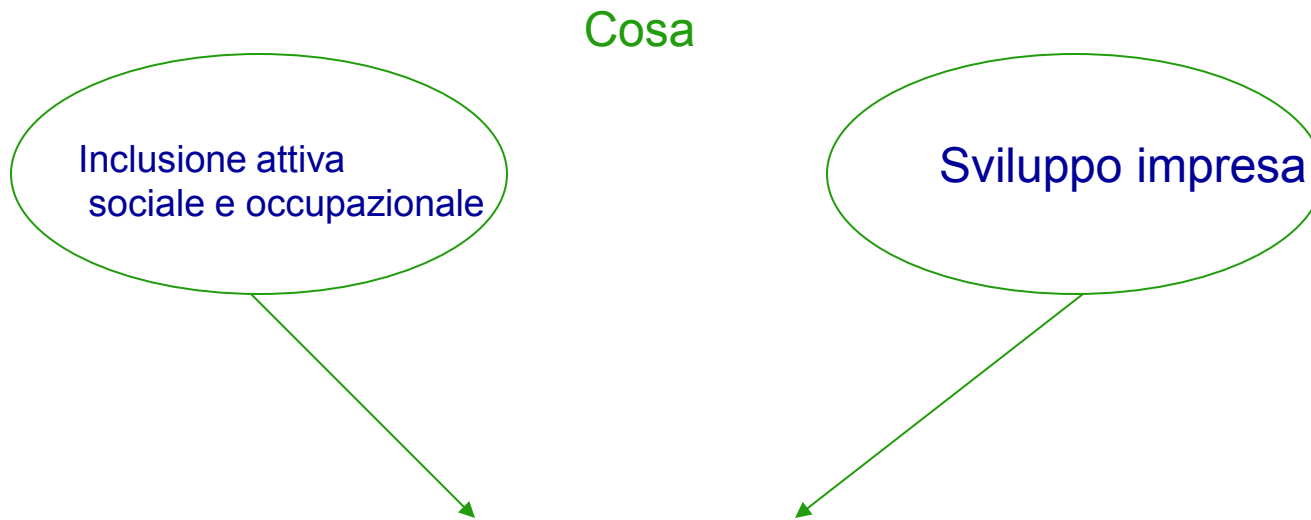 Cosa
Inclusione attiva
sociale e occupazionale
Sviluppo impresa